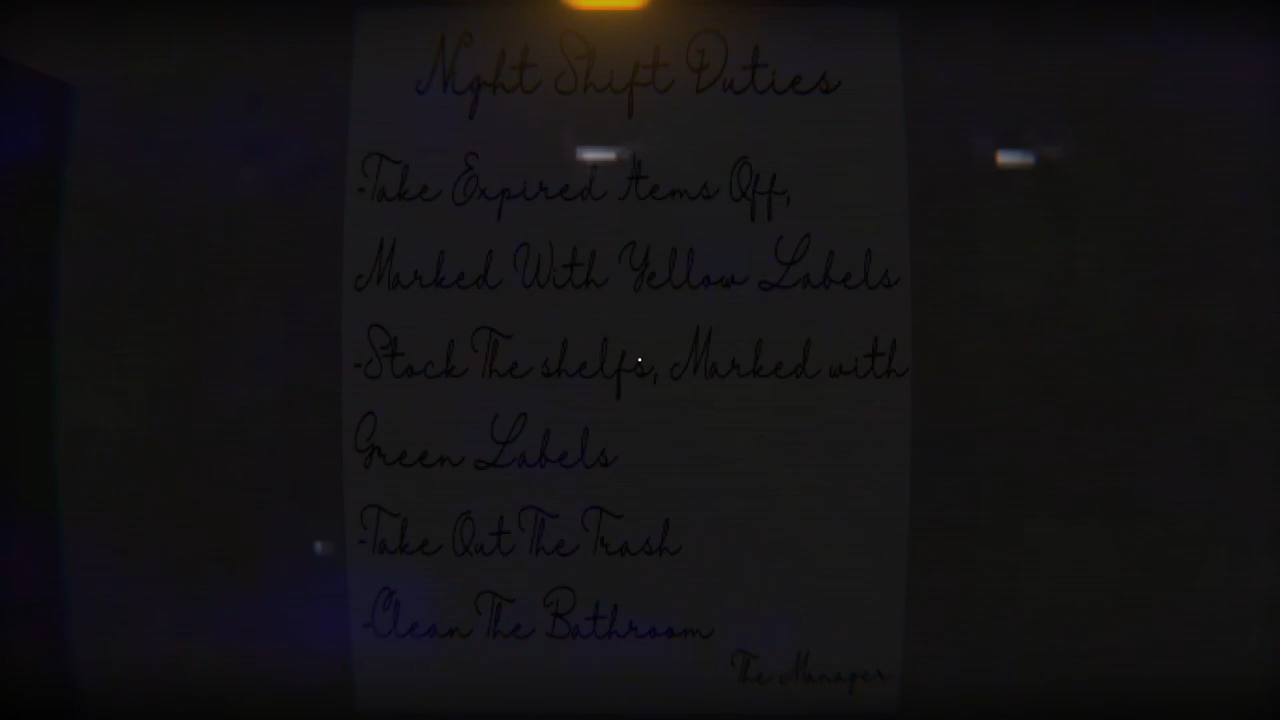 Night Shift Duties
-Take Expired Items Off,
Marked With Yellow Labels
-Stock The shelfs, Marked with
Green Labels
-Take Out The Trash
-Clean The Bathroom
The Manager